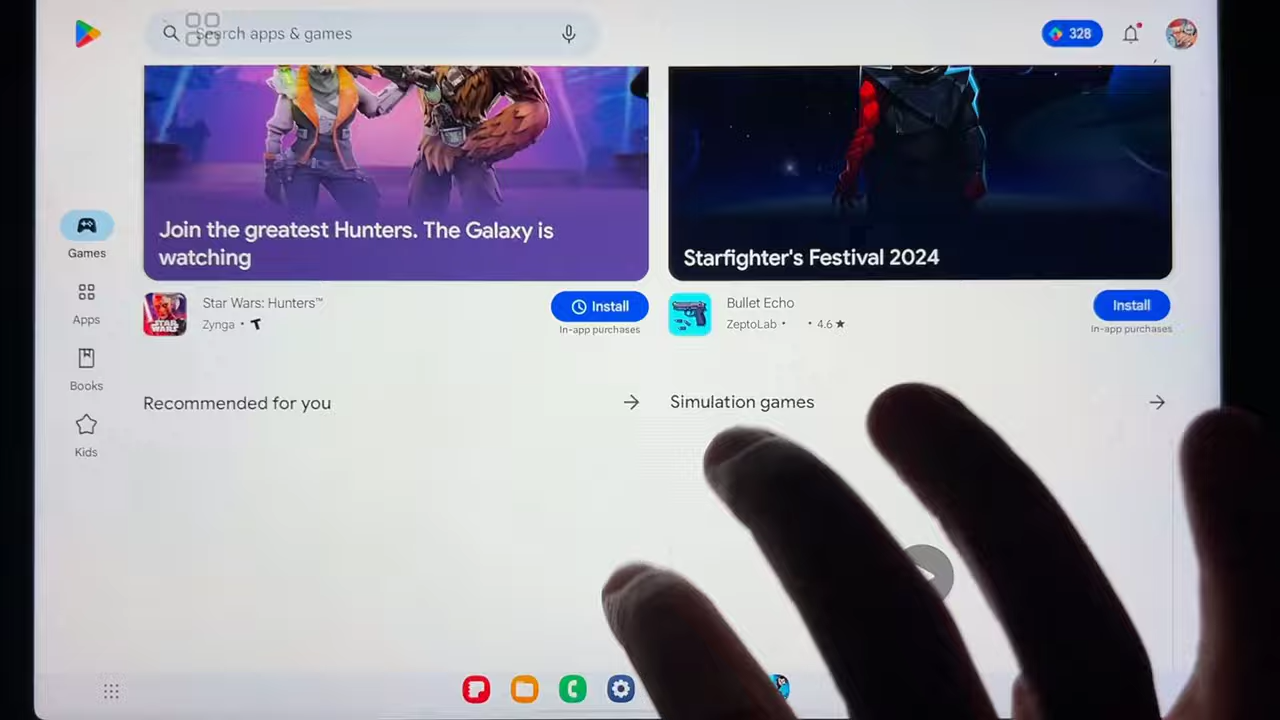 Search apps & games
328
Join the greatest Hunters. The Galaxy is
watching
Starfighter's Festival 2024
Star Wars: Hunters™
Zynga •
Install
In-app purchases
STAR
WARS
Bullet Echo
ZeptoLab • • 4.6★
Install
In-app purchases
Games
Apps
Books
Kids
Recommended for you
Simulation games